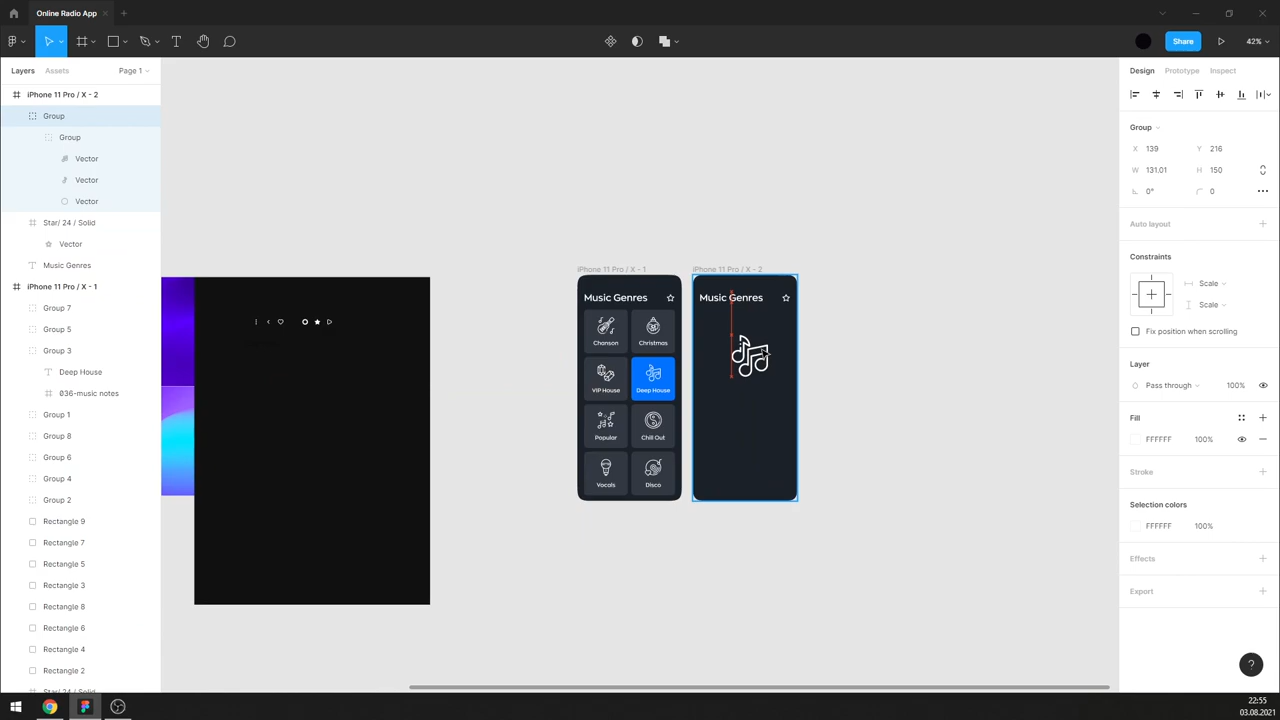 Online Radio App
Share
42%
Layers
Assets
Page 1
iPhone 11 Pro / X - 2
Group
Group
Vector
Vector
Vector
Star/ 24 / Solid
Vector
Music Genres
iPhone 11 Pro / X - 1
Group 7
Group 5
Group 3
Deep House
036-music notes
Group 1
Group 8
Group 6
Group 4
Group 2
Rectangle 9
Rectangle 7
Rectangle 5
Rectangle 3
Rectangle 8
Rectangle 6
Rectangle 4
Rectangle 2
Star/ 24 / Solid
iPhone 11 Pro / X - 1
Music Genres
Chanson
Christmas
VIP House
Deep House
Popular
Chill Out
Vocals
Disco
iPhone 11 Pro / X - 2
Music Genres
Design
Prototype
Inspect
Group
X 139
Y 216
W 131.01
H 150
0°
0
Auto layout
Constraints
Scale
Scale
Fix position when scrolling
Layer
Pass through
100%
Fill
FFFFFF
100%
Stroke
Selection colors
FFFFFF
100%
Effects
Export
?
22:55
03.08.2021